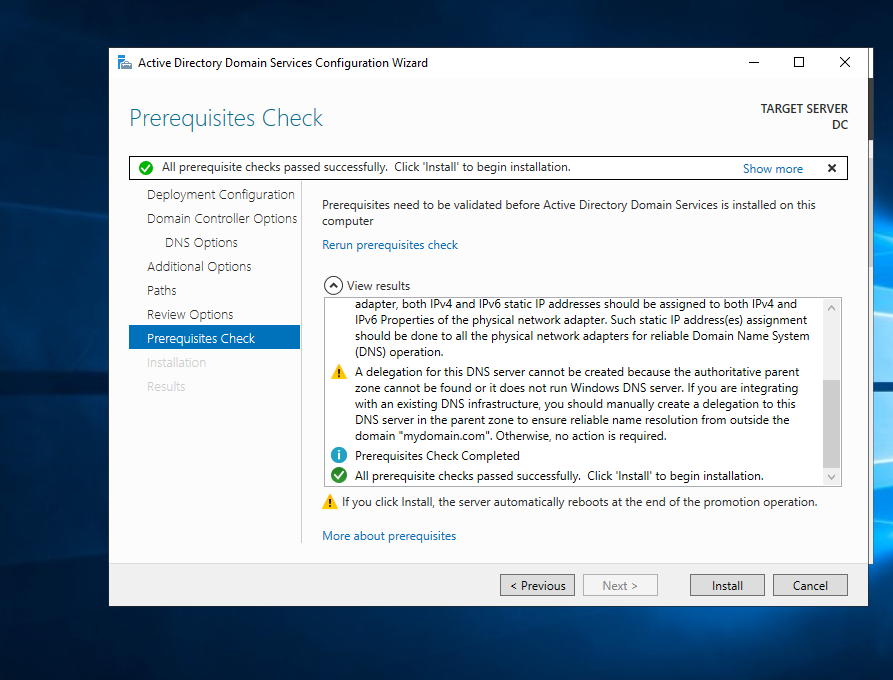 Active Directory Domain Services Configuration Wizard
Prerequisites Check
TARGET SERVER
DC
All prerequisite checks passed successfully.  Click 'Install' to begin installation.
Show more
Deployment Configuration
Domain Controller Options
DNS Options
Additional Options
Paths
Review Options
Prerequisites Check
Installation
Results
Prerequisites need to be validated before Active Directory Domain Services is installed on this
computer
Rerun prerequisites check
View results
adapter, both IPv4 and IPv6 static IP addresses should be assigned to both IPv4 and
IPv6 Properties of the physical network adapter. Such static IP address(es) assignment
should be done to all the physical network adapters for reliable Domain Name System
(DNS) operation.
A delegation for this DNS server cannot be created because the authoritative parent
zone cannot be found or it does not run Windows DNS server. If you are integrating
with an existing DNS infrastructure, you should manually create a delegation to this
DNS server in the parent zone to ensure reliable name resolution from outside the
domain "mydomain.com". Otherwise, no action is required.
Prerequisites Check Completed
All prerequisite checks passed successfully.  Click 'Install' to begin installation.
If you click Install, the server automatically reboots at the end of the promotion operation.
More about prerequisites
< Previous
Next >
Install
Cancel